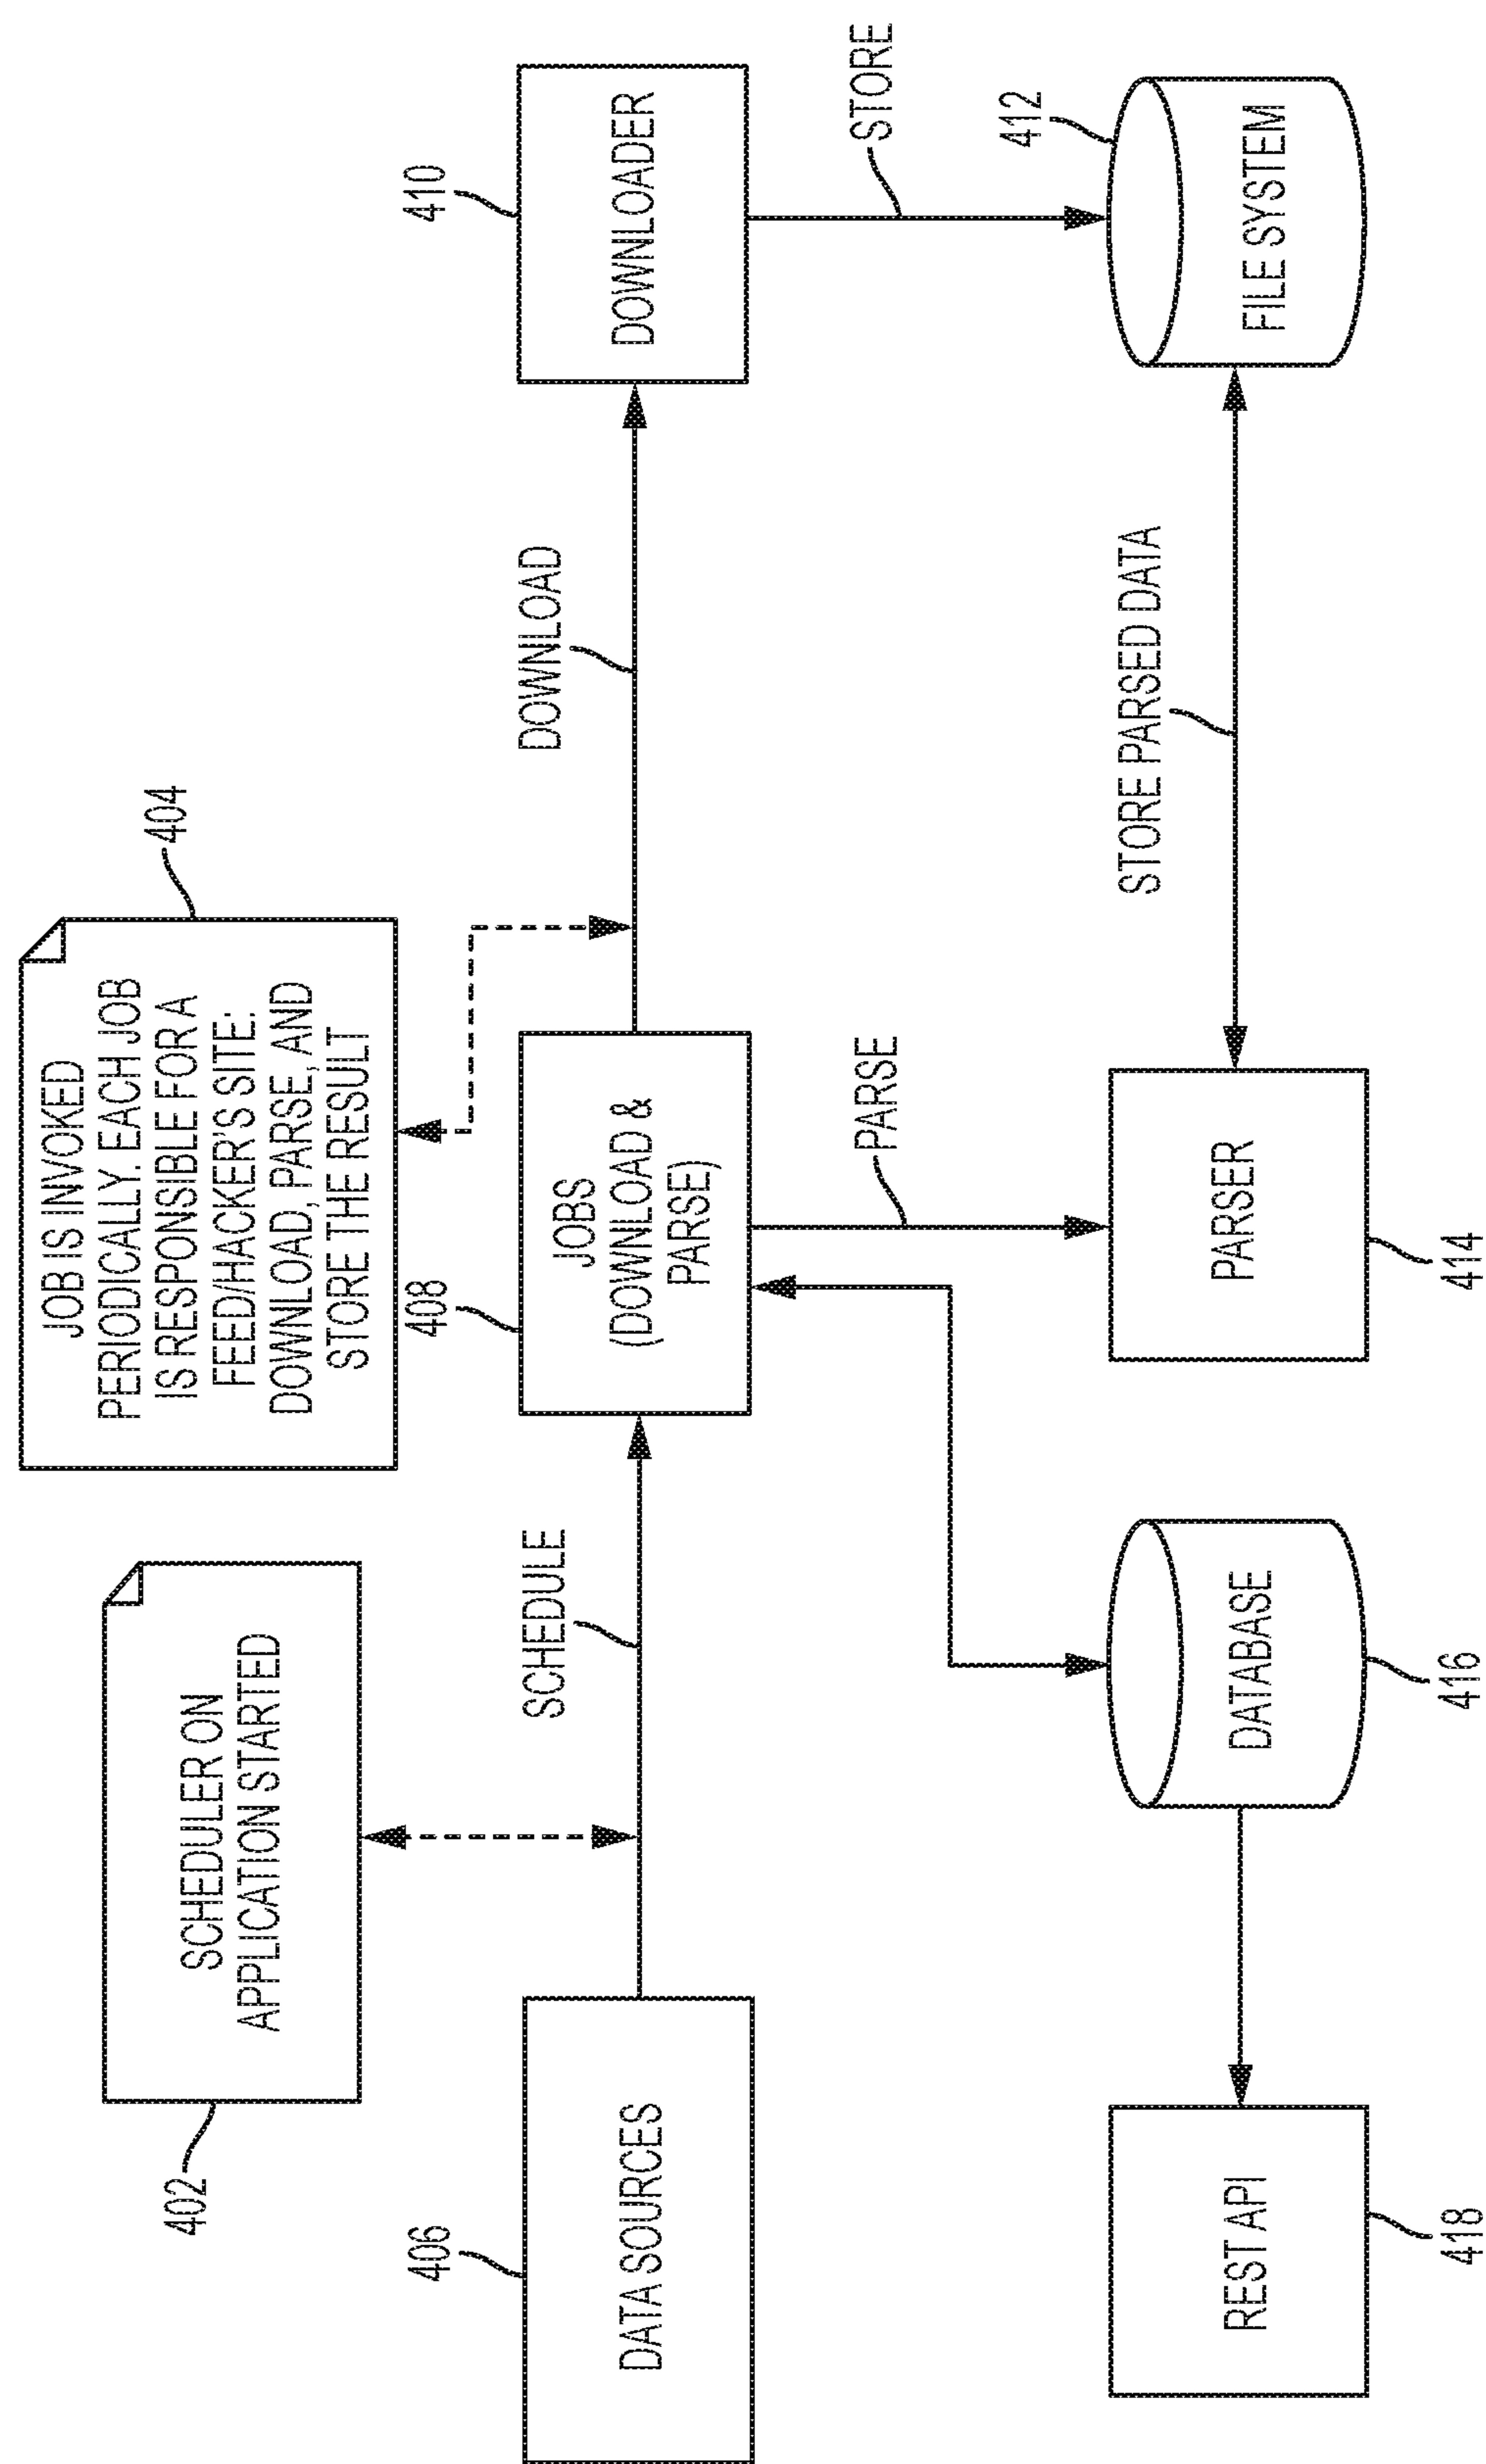 402
SCHEDULER ON
APPLICATION STARTED
404
JOB IS INVOKED
PERIODICALLY. EACH JOB
IS RESPONSIBLE FOR A
FEED/HACKER'S SITE:
DOWNLOAD, PARSE, AND
STORE THE RESULT
406
DATA SOURCES
SCHEDULE
408
JOBS
(DOWNLOAD &
PARSE)
DOWNLOAD
410
DOWNLOADER
PARSE
STORE
REST API
418
DATABASE
416
PARSER
414
STORE PARSED DATA
412
FILE SYSTEM